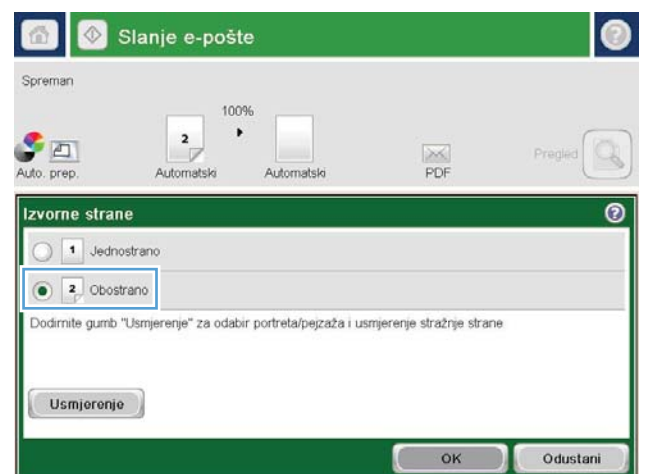 Slanje e-pošte
Spreman
100%
2
Auto. prep.
Automatski
Automatski
PDF
Pregled
Izvorne strane
1 Jednostrano
2 Obostrano
Dodirnite gumb "Usmjerenje" za odabir portreta/pejzaža i usmjerenje stražnje strane
Usmjerenje
OK
Odustani